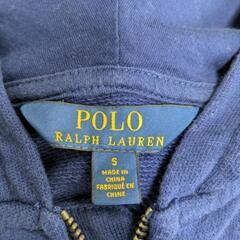 POLO
RALPH LAUREN
S
MADE IN
CHINA
FABRIQUÉ EN
CHINE